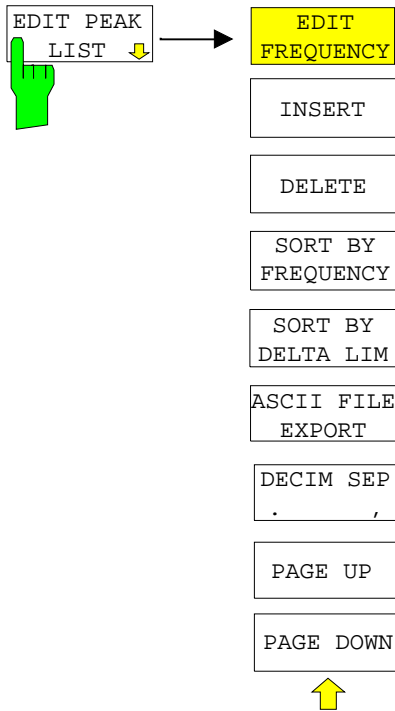 EDIT PEAK
LIST
EDIT
FREQUENCY
INSERT
DELETE
SORT BY
FREQUENCY
SORT BY
DELTA LIM
ASCII FILE
EXPORT
DECIM SEP
. ,
PAGE UP
PAGE DOWN